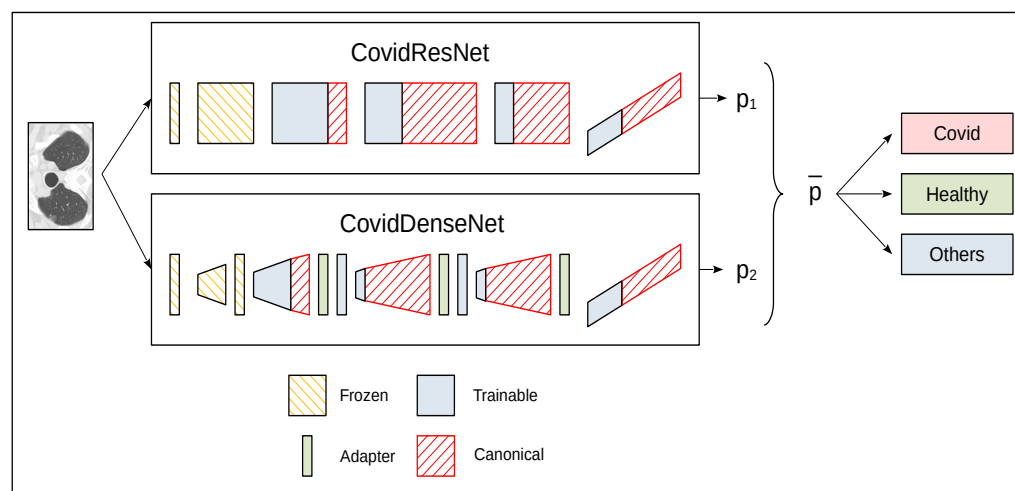 CovidResNet
p1
CovidDenseNet
p2
p̅
Covid
Healthy
Others
Frozen
Trainable
Adapter
Canonical